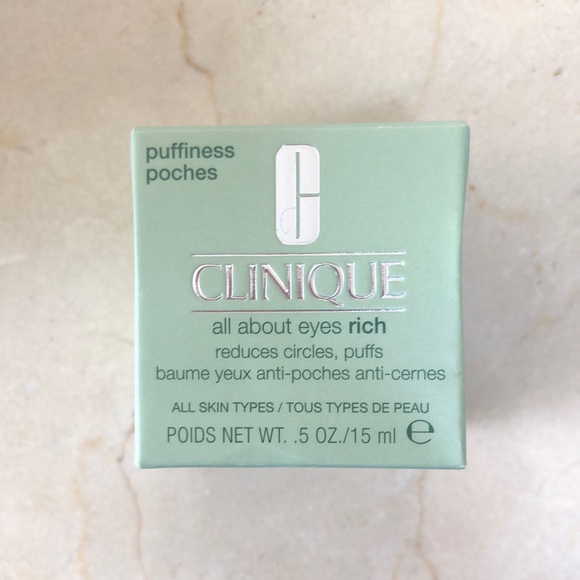 puffiness
poches
C
CLINIQUE
all about eyes rich
reduces circles, puffs
baume yeux anti-poches anti-cernes
ALL SKIN TYPES / TOUS TYPES DE PEAU
POIDS NET WT. .5 OZ./15 ml ℮